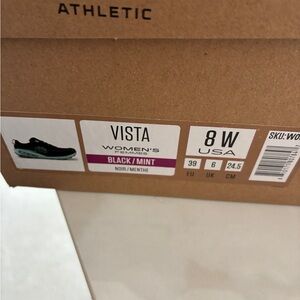 ATHLETIC
VISTA
WOMEN'S
FEMMES
BLACK/MINT
NOIR/MENTHE
8 W
USA
39 6 24.5
EU UK CM
SKU: WO